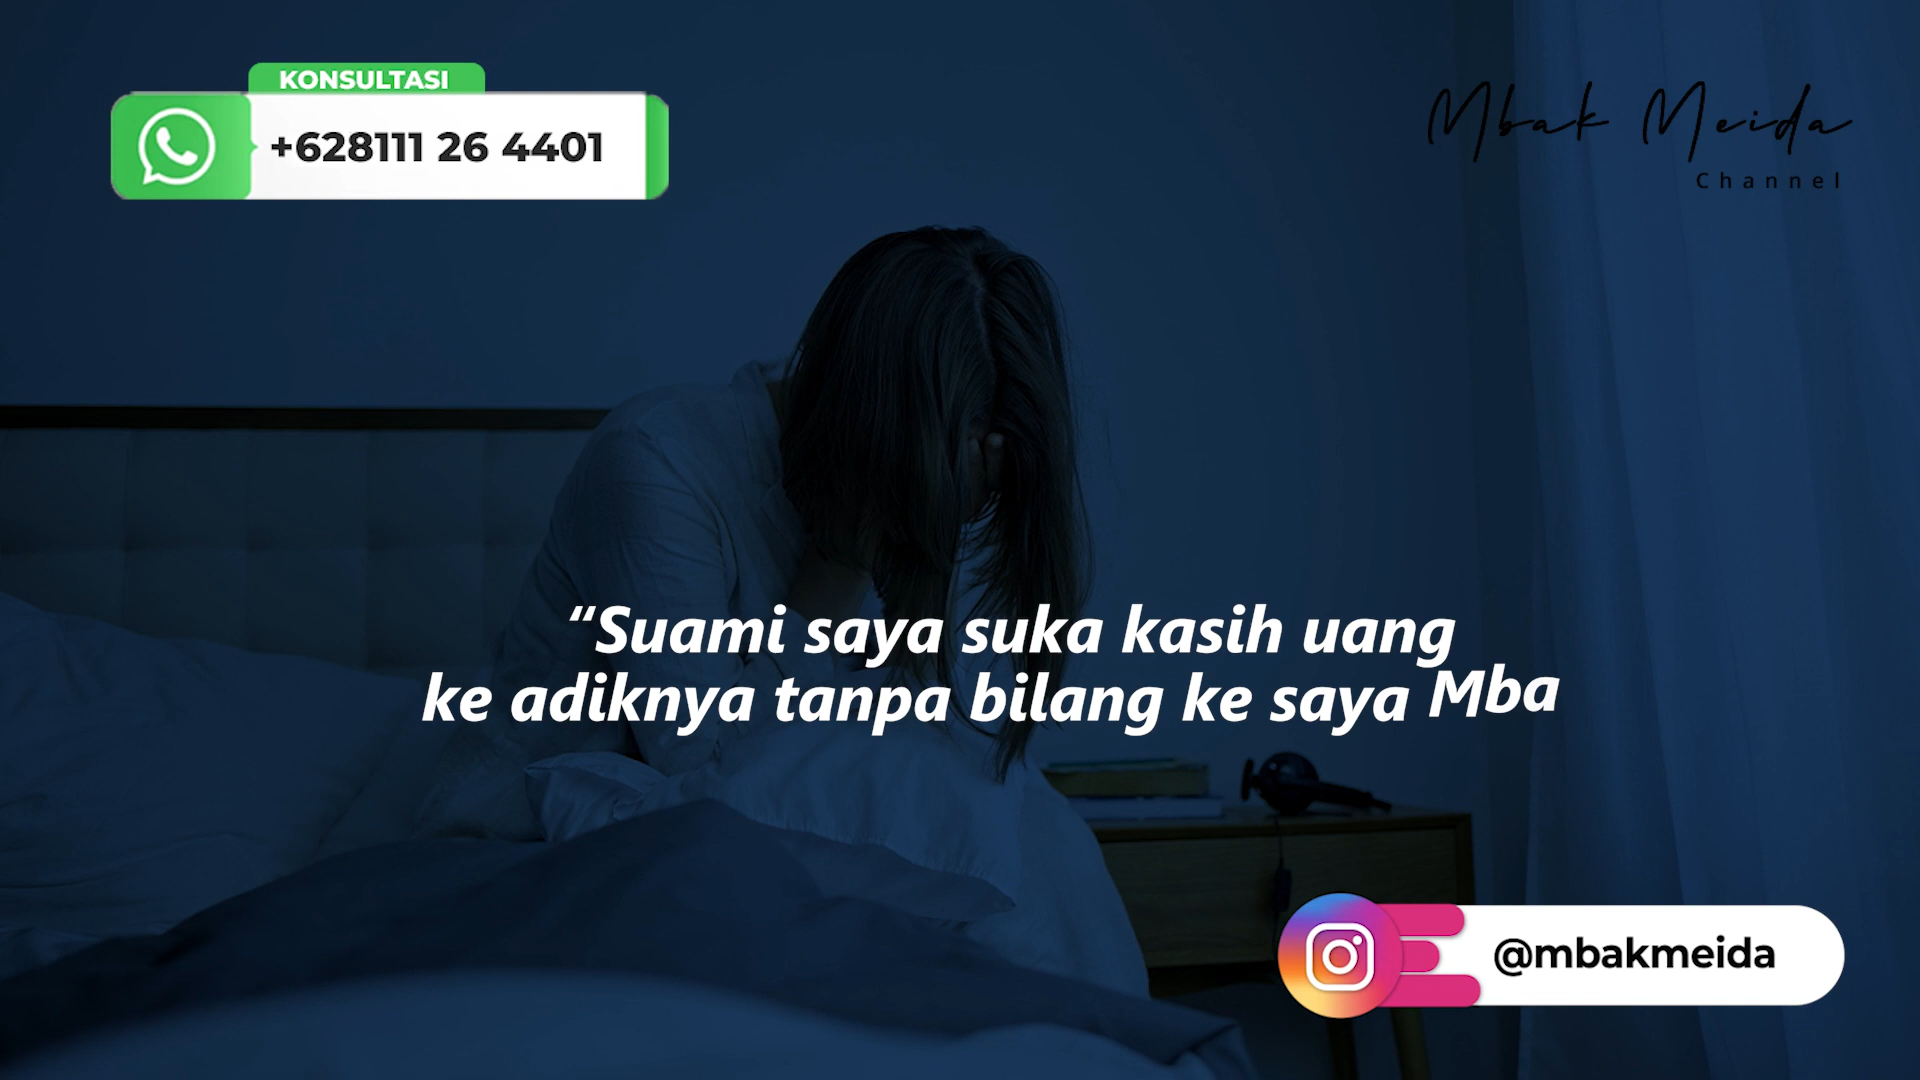 KONSULTASI
+628111 26 4401
Mbak Meida
Channel
“Suami saya suka kasih uang
ke adiknya tanpa bilang ke saya Mba
@mbakmeida